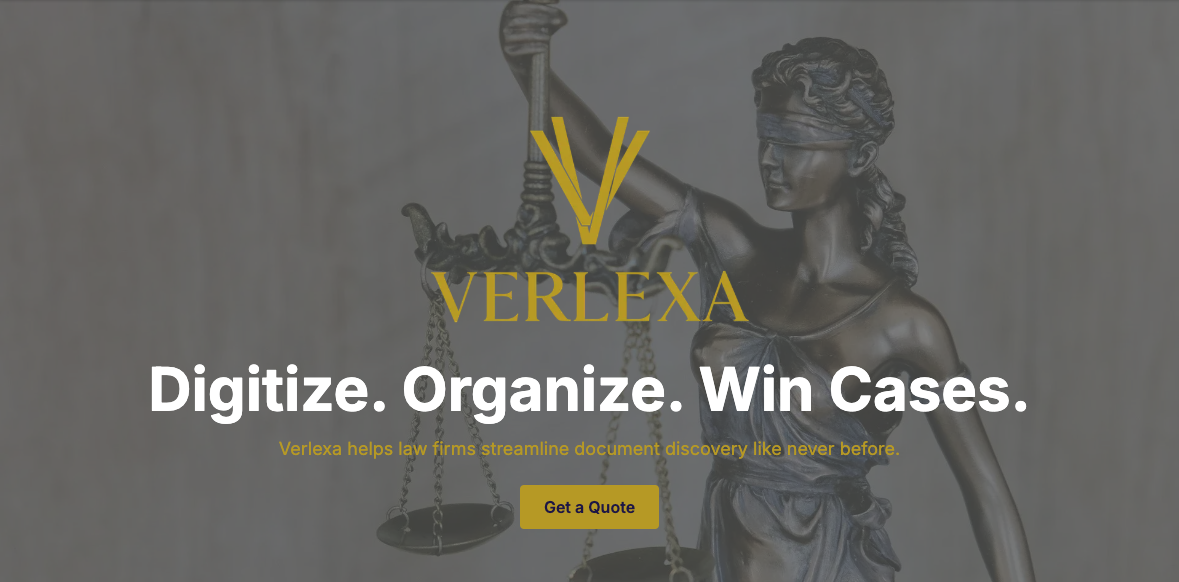 VERLEXA
Digitize. Organize. Win Cases.
Verlexa helps law firms streamline document discovery like never before.
Get a Quote